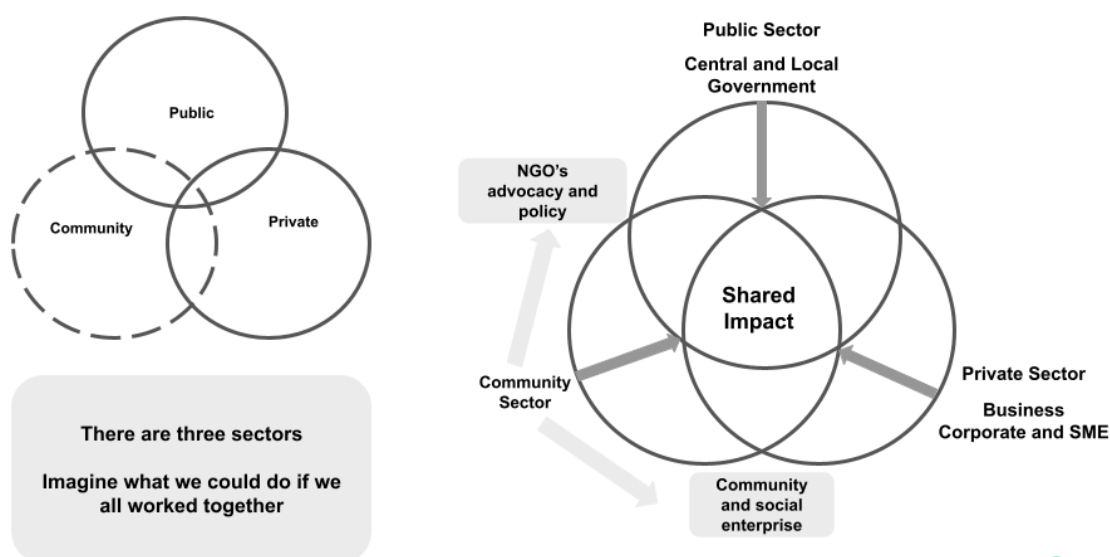 Public
Community
Private
There are three sectors
Imagine what we could do if we
all worked together
Public Sector
Central and Local
Government
NGO's
advocacy and
policy
Shared
Impact
Community
Sector
Private Sector
Business
Corporate and SME
Community
and social
enterprise